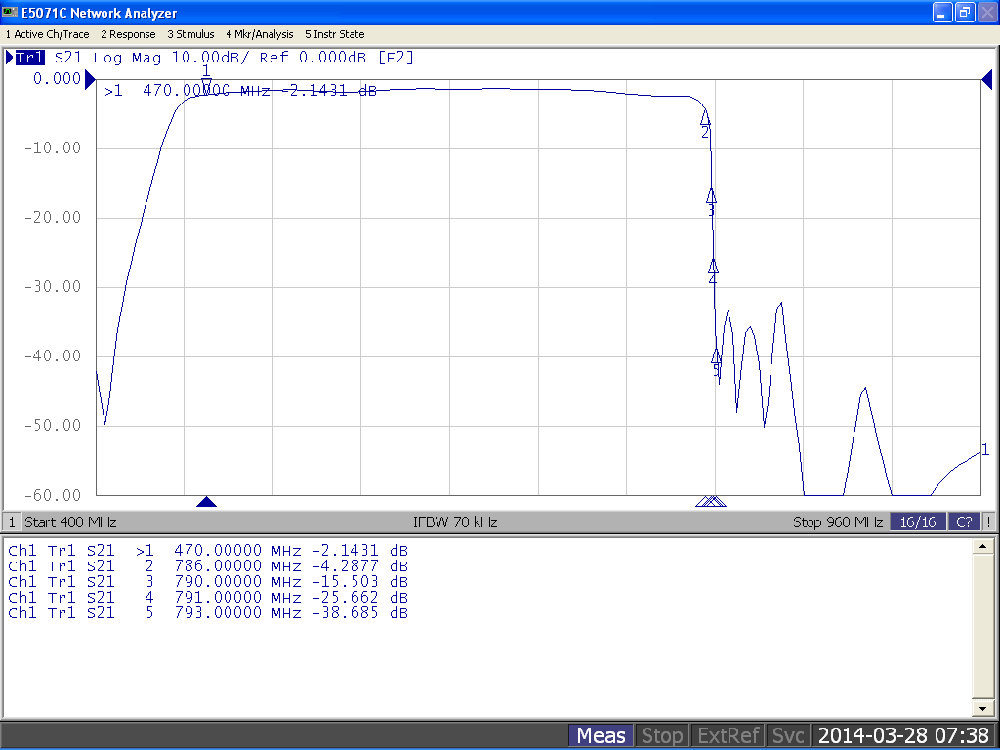 E5071C Network Analyzer
1 Active Ch/Trace 2 Response 3 Stimulus 4 Mkr/Analysis 5 Instr State
Tr1 S21 Log Mag 10.00dB/ Ref 0.000dB [F2]
1
0.000
>1 470.00000 MHz -2.1431 dB
2
-10.00
3
-20.00
4
-30.00
5
-40.00
-50.00
1
-60.00
1 Start 400 MHz IFBW 70 kHz Stop 960 MHz 16/16 C? !
Ch1 Tr1 S21 >1 470.00000 MHz -2.1431 dB
Ch1 Tr1 S21 2 786.00000 MHz -4.2877 dB
Ch1 Tr1 S21 3 790.00000 MHz -15.503 dB
Ch1 Tr1 S21 4 791.00000 MHz -25.662 dB
Ch1 Tr1 S21 5 793.00000 MHz -38.685 dB
Meas Stop ExtRef Svc 2014-03-28 07:38